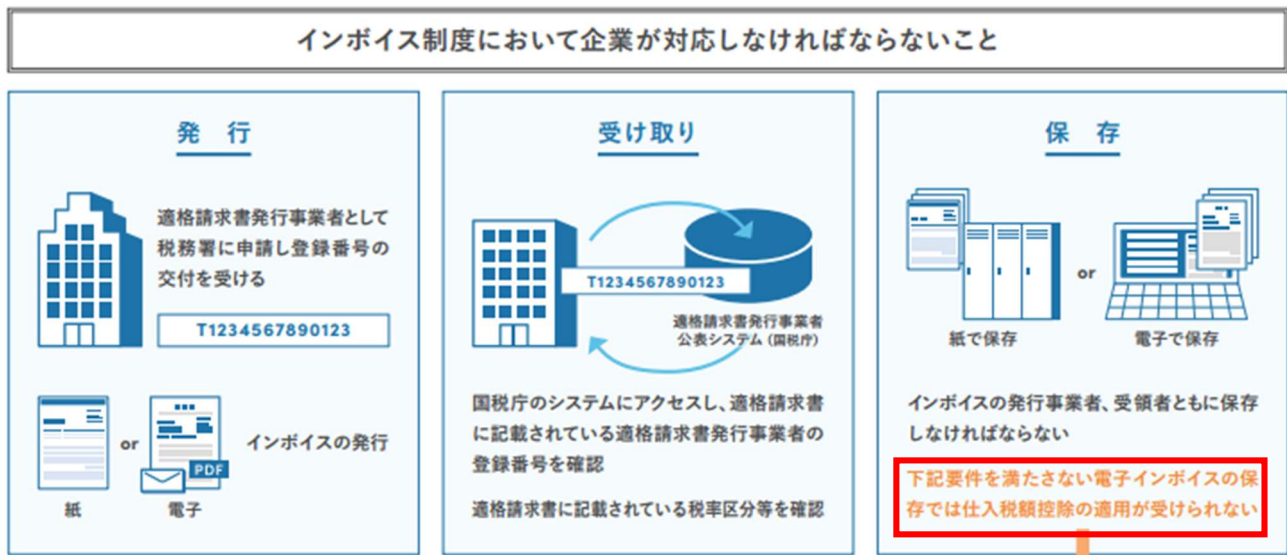 インボイス制度において企業が対応しなければならないこと
発 行
適格請求書発行事業者として
税務署に申請し登録番号の
交付を受ける
T1234567890123
or
PDF
インボイスの発行
紙
電子
受け取り
T1234567890123
適格請求書発行事業者
公表システム（国税庁）
国税庁のシステムにアクセスし、適格請求書
に記載されている適格請求書発行事業者の
登録番号を確認
適格請求書に記載されている税率区分等を確認
保 存
or
紙で保存
電子で保存
インボイスの発行事業者、受領者ともに保存
しなければならない
下記要件を満たさない電子インボイスの保
存では仕入税額控除の適用が受けられない